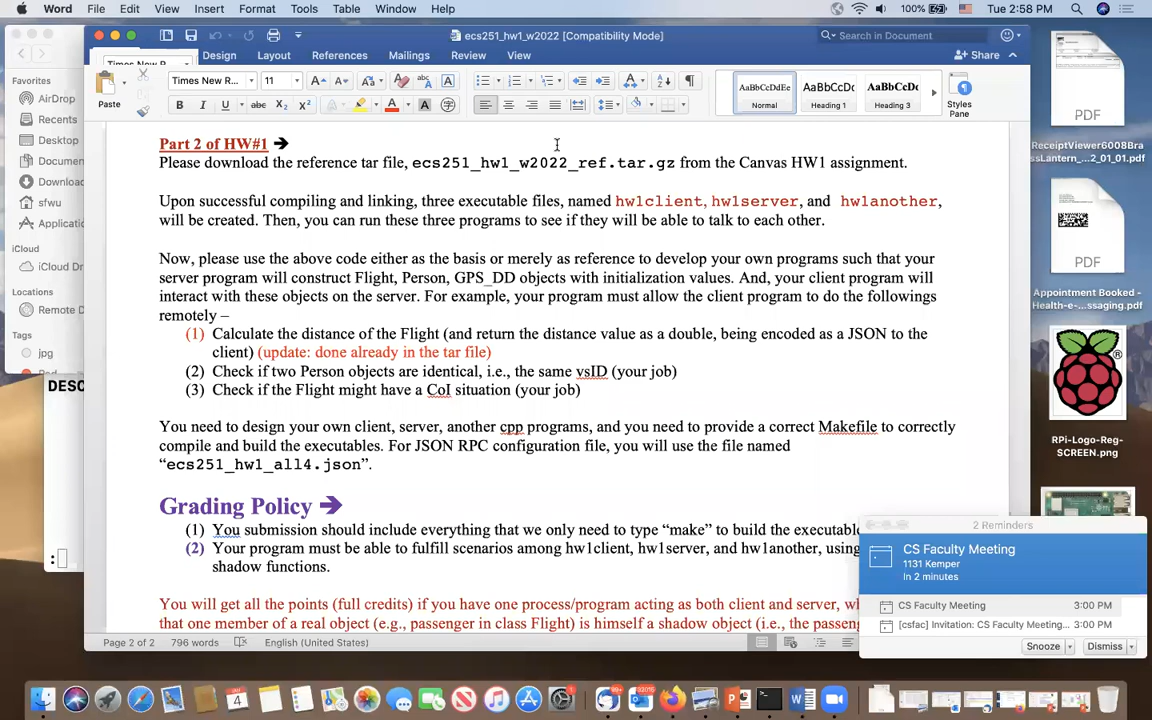 Word File Edit View Insert Format Tools Table Window Help 100% Tue 2:58 PM
ecs251_hw1_w2022 [Compatibility Mode] Search in Document
Design Layout References Mailings Review View Share
Paste Times New R... 11 Normal Heading 1 Heading 3 Styles Pane
Favorites
AirDrop
Recents
Desktop
Documen
Downloa
sfwu
Applicatio
iCloud
iCloud Dr
Locations
Remote D
jpg
DESC
Part 2 of HW#1 ➔
Please download the reference tar file, ecs251_hw1_w2022_ref.tar.gz from the Canvas HW1 assignment.
Upon successful compiling and linking, three executable files, named hw1client, hw1server, and hw1another,
will be created. Then, you can run these three programs to see if they will be able to talk to each other.
Now, please use the above code either as the basis or merely as reference to develop your own programs such that your
server program will construct Flight, Person, GPS_DD objects with initialization values. And, your client program will
interact with these objects on the server. For example, your program must allow the client program to do the followings
remotely –
(1) Calculate the distance of the Flight (and return the distance value as a double, being encoded as a JSON to the
client) (update: done already in the tar file)
(2) Check if two Person objects are identical, i.e., the same vsID (your job)
(3) Check if the Flight might have a CoI situation (your job)
You need to design your own client, server, another cpp programs, and you need to provide a correct Makefile to correctly
compile and build the executables. For JSON RPC configuration file, you will use the file named
“ecs251_hw1_all4.json”.
Grading Policy ➔
(1) You submission should include everything that we only need to type “make” to build the executable
(2) Your program must be able to fulfill scenarios among hw1client, hw1server, and hw1another, using
shadow functions.
You will get all the points (full credits) if you have one process/program acting as both client and server, wh
that one member of a real object (e.g., passenger in class Flight) is himself a shadow object (i.e., the passeng
Page 2 of 2 796 words English (United States)
PDF
ReceiptViewer6008Bra
ssLantern_2_01_01.pdf
PDF
Appointment Booked -
Health-e-...ssaging.pdf
RPi-Logo-Reg-
SCREEN.png
2 Reminders
CS Faculty Meeting
1131 Kemper
In 2 minutes
CS Faculty Meeting 3:00 PM
[csfac] Invitation: CS Faculty Meeting... 3:00 PM
Snooze Dismiss